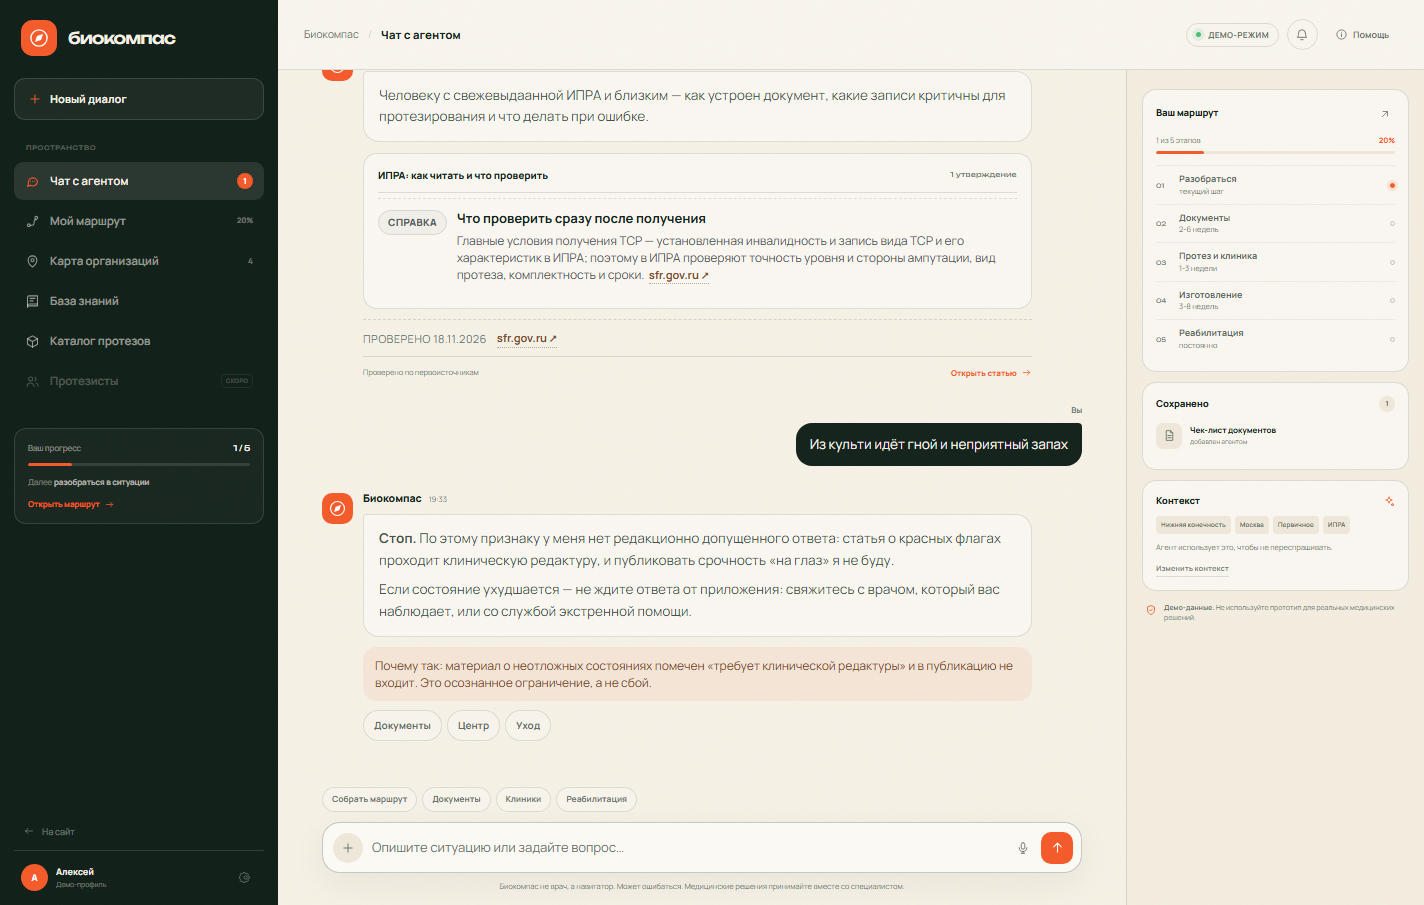 биокомпас
Новый диалог
ПРОСТРАНСТВО
Чат с агентом
1
Мой маршрут
20%
Карта организаций
4
База знаний
Каталог протезов
Протезисты
СКОРО
Ваш прогресс
1/5
Далее разобраться в ситуации
Открыть маршрут →
← На сайт
А
Алексей
Демо-профиль
Биокомпас / Чат с агентом
ДЕМО-РЕЖИМ
Помощь
Человеку с свежевыдаанной ИПРА и близким — как устроен документ, какие записи критичны для
протезирования и что делать при ошибке.
ИПРА: как читать и что проверить
1 утверждение
СПРАВКА
Что проверить сразу после получения
Главные условия получения ТСР — установленная инвалидность и запись вида ТСР и его
характеристик в ИПРА; поэтому в ИПРА проверяют точность уровня и стороны ампутации, вид
протеза, комплектность и сроки. sfr.gov.ru ↗
ПРОВЕРЕНО 18.11.2026 sfr.gov.ru ↗
Проверено по первоисточникам
Открыть статью →
Вы
Из культи идёт гной и неприятный запах
Биокомпас 19:33
Стоп. По этому признаку у меня нет редакционно допущенного ответа: статья о красных флагах
проходит клиническую редактуру, и публиковать срочность «на глаз» я не буду.
Если состояние ухудшается — не ждите ответа от приложения: свяжитесь с врачом, который вас
наблюдает, или со службой экстренной помощи.
Почему так: материал о неотложных состояниях помечен «требует клинической редактуры» и в публикацию не
входит. Это осознанное ограничение, а не сбой.
Документы
Центр
Уход
Собрать маршрут
Документы
Клиники
Реабилитация
Опишите ситуацию или задайте вопрос...
Биокомпас не врач, а навигатор. Может ошибаться. Медицинские решения принимайте вместе со специалистом.
Ваш маршрут
1 из 5 этапов
20%
01
Разобраться
текущий шаг
02
Документы
2-6 недель
03
Протез и клиника
1-3 недели
04
Изготовление
3-8 недель
05
Реабилитация
постоянно
Сохранено
1
Чек-лист документов
добавлен агентом
Контекст
Нижняя конечность
Москва
Первичное
ИПРА
Агент использует это, чтобы не переспрашивать.
Изменить контекст
Демо-данные. Не используйте прототип для реальных медицинских
решений.